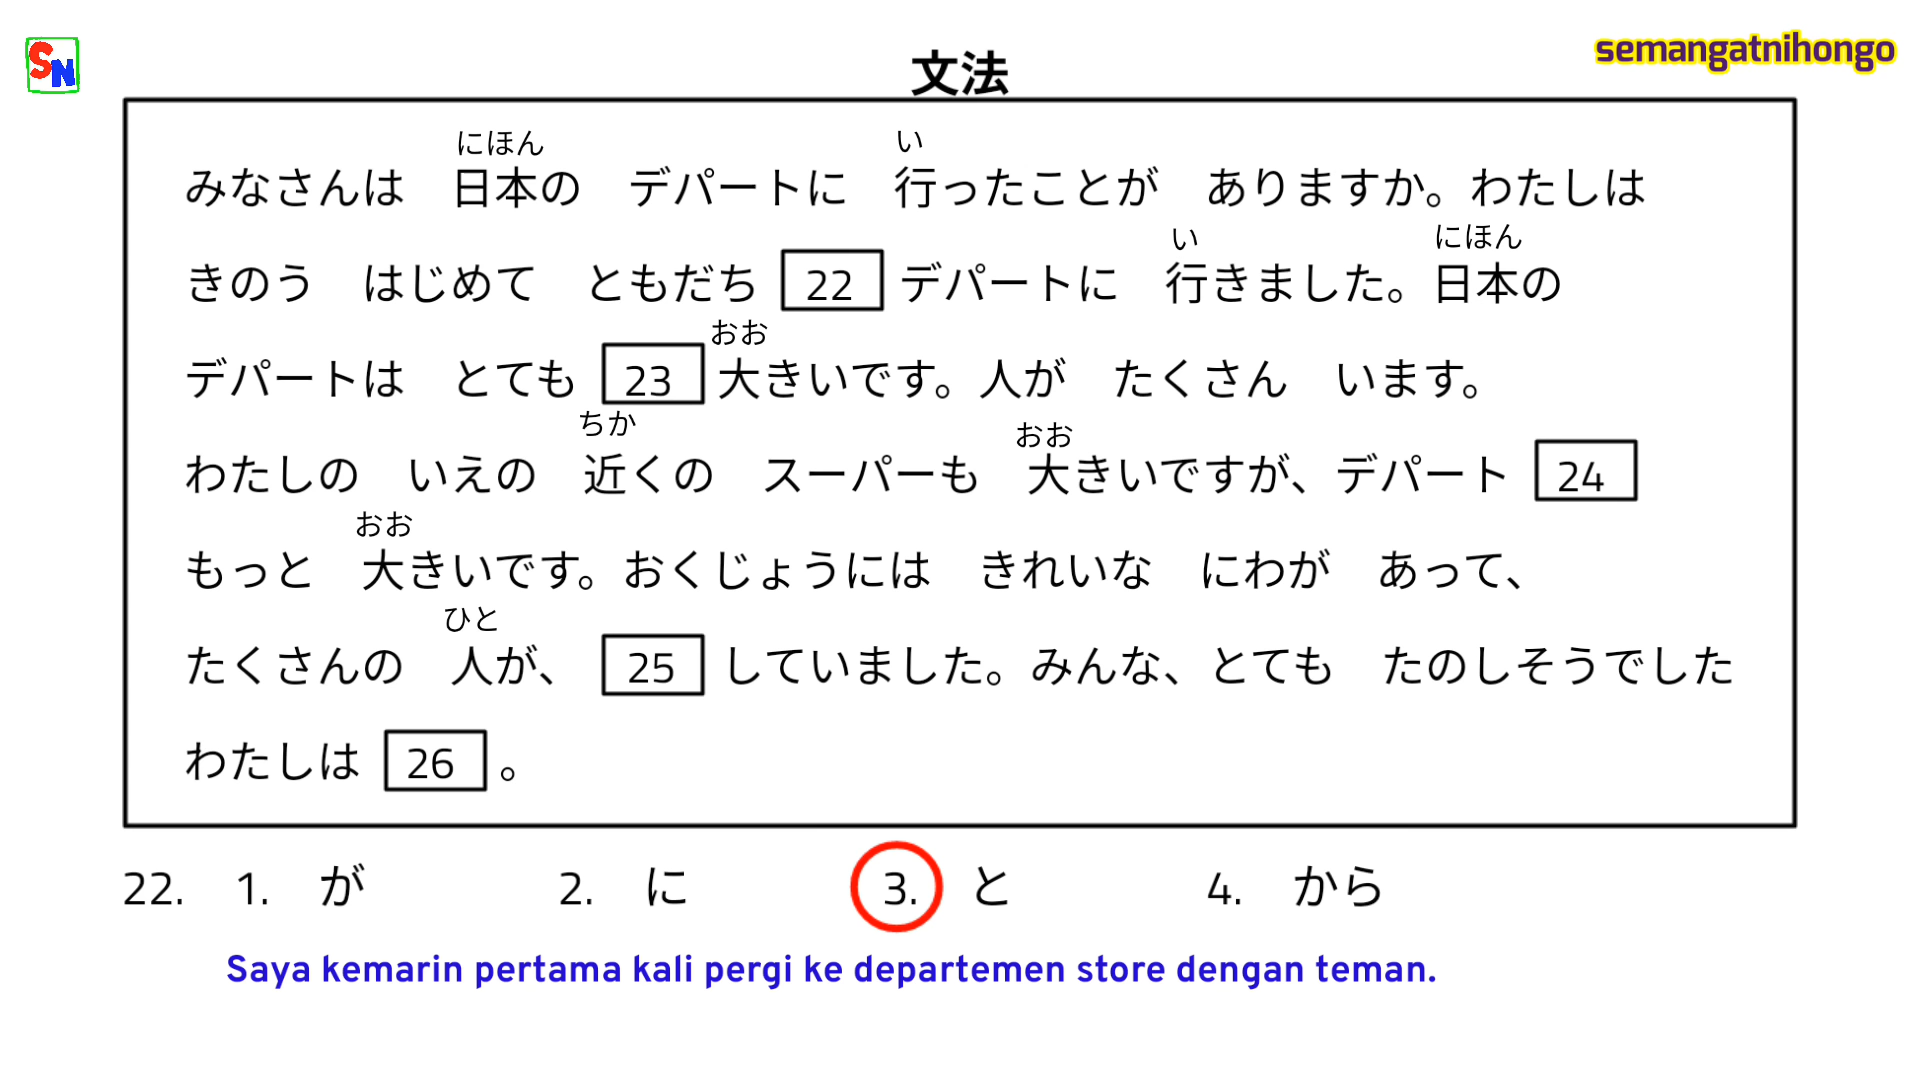 SN
semangatnihongo
文法
にほん い
みなさんは 日本の デパートに 行ったことが ありますか。わたしは
い にほん
きのう はじめて ともだち 22 デパートに 行きました。日本の
おお
デパートは とても 23 大きいです。人が たくさん います。
ちか おお
わたしの いえの 近くの スーパーも 大きいですが、デパート 24
おお
もっと 大きいです。おくじょうには きれいな にわが あって、
ひと
たくさんの 人が、 25 していました。みんな、とても たのしそうでした
わたしは 26 。
22. 1. が 2. に 3. と 4. から
Saya kemarin pertama kali pergi ke departemen store dengan teman.